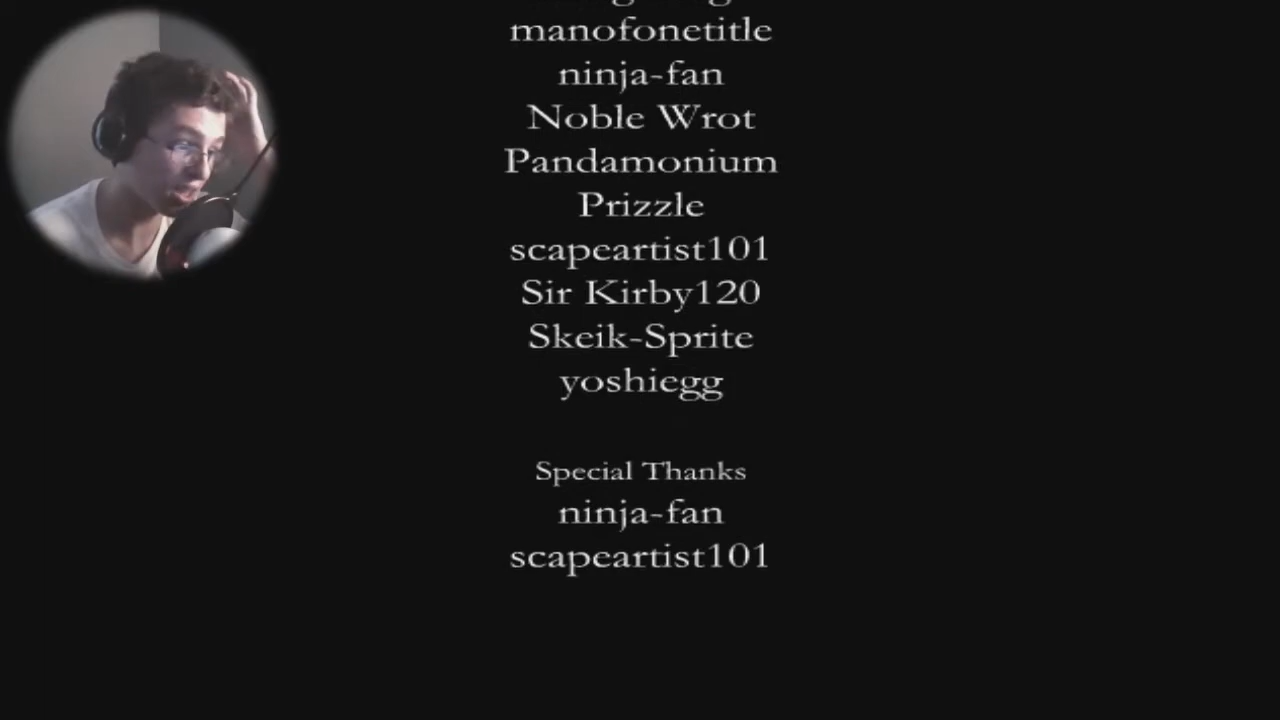 manofonetitle
ninja-fan
Noble Wrot
Pandamonium
Prizzle
scapeartist101
Sir Kirby120
Skeik-Sprite
yoshiegg
Special Thanks
ninja-fan
scapeartist101